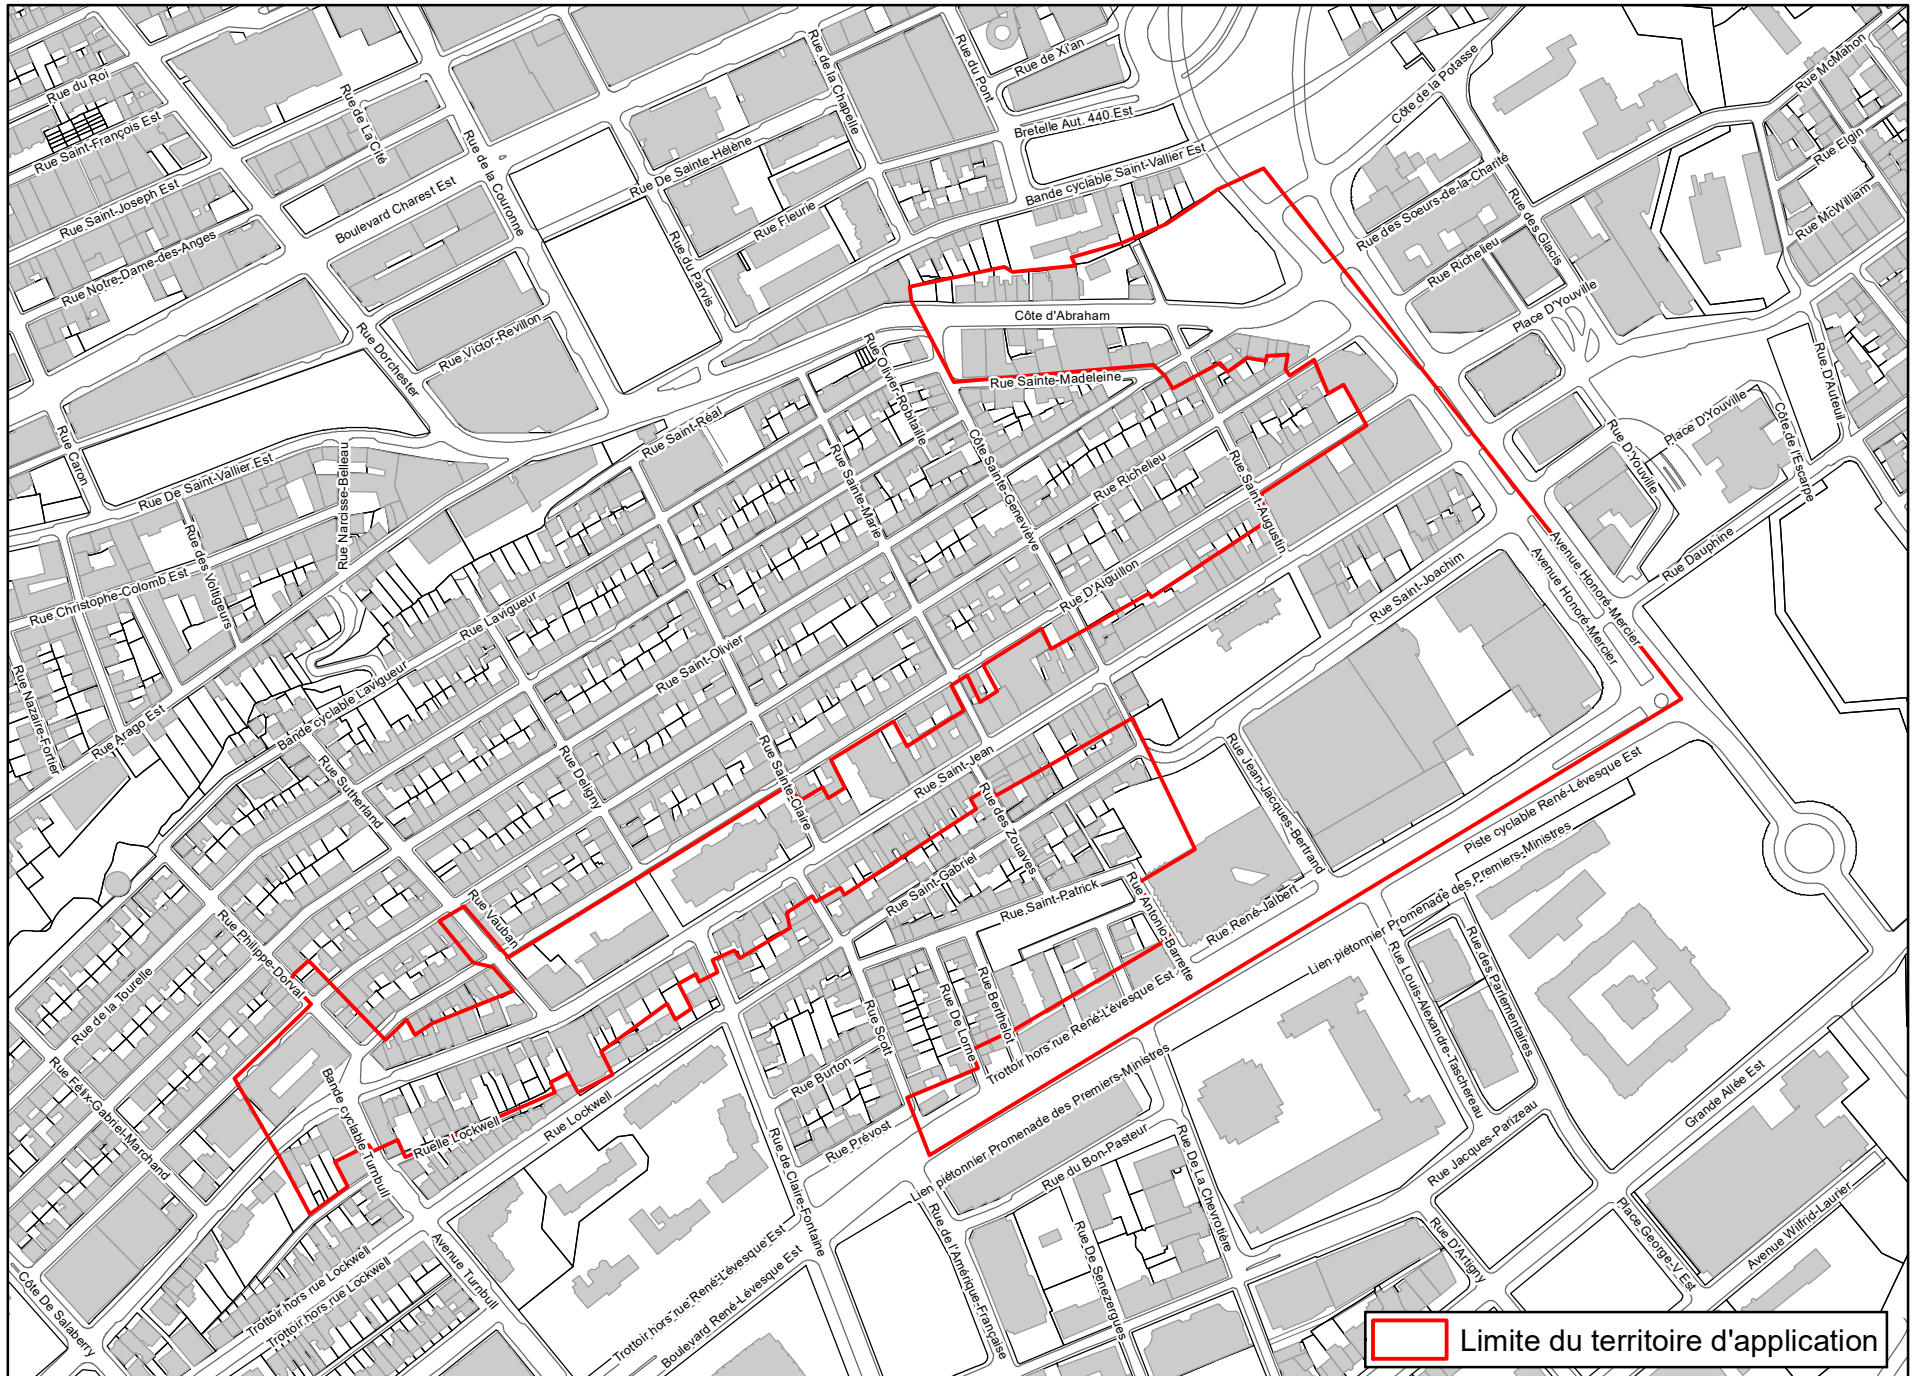 Rue du Roi
Rue Saint-François Est
Rue Saint-Joseph Est
Rue Notre-Dame-des-Anges
Rue de La Cité
Rue de la Couronne
Boulevard Charest Est
Rue De Sainte-Hélène
Rue de la Chapelle
Rue du Pont
Rue de Xi'an
Bretelle Aut. 440 Est
Bande cyclable Saint-Vallier Est
Rue Fleurie
Rue du Parvis
Côte de la Potasse
Rue McMahon
Rue Elgin
Rue McWilliam
Rue des Soeurs-de-la-Charité
Rue des Glacis
Rue Richelieu
Place D'Youville
Rue D'Auteuil
Place D'Youville
Côte de l'Escarpe
Rue D'Youville
Rue Dauphine
Rue Dorchester
Rue Victor-Revillon
Côte d'Abraham
Rue Sainte-Madeleine
Rue Olivier-Robitaille
Rue Saint-Réal
Rue Sainte-Marie
Côte Sainte-Geneviève
Rue Richelieu
Rue Saint-Augustin
Rue Caron
Rue De Saint-Vallier Est
Rue Narcisse-Belleau
Rue des Voltigeurs
Rue Christophe-Colomb Est
Rue Lavigueur
Bande cyclable Lavigueur
Rue Saint-Olivier
Rue D'Aiguillon
Rue Saint-Joachim
Avenue Honoré-Mercier
Avenue Honoré-Mercier
Rue Nazaire-Fortier
Rue Arago Est
Rue Sutherland
Rue Deligny
Rue Sainte-Claire
Rue Saint-Jean
Rue des Zouaves
Rue Jean-Jacques-Bertrand
Piste cyclable René-Lévesque Est
Lien piétonnier Promenade des Premiers-Ministres
Rue Vauban
Rue Philippe-Dorval
Rue Saint-Gabriel
Rue Saint-Patrick
Rue Antonio-Barrette
Rue René-Jalbert
Rue de la Tourelle
Rue Félix-Gabriel-Marchand
Rue Scott
Rue De Lorne
Rue Berthelot
Trottoir hors rue René-Lévesque Est
Rue Louis-Alexandre-Taschereau
Rue des Parlementaires
Bande cyclable Turnbull
Ruelle Lockwell
Rue Lockwell
Rue Burton
Rue Prévost
Rue de Claire-Fontaine
Lien piétonnier Promenade des Premiers-Ministres
Rue du Bon-Pasteur
Rue De La Chevrotière
Rue Jacques-Parizeau
Grande Allée Est
Côte De Salaberry
Trottoir hors rue Lockwell
Trottoir hors rue Lockwell
Avenue Turnbull
Trottoir hors rue René-Lévesque Est
Boulevard René-Lévesque Est
Rue de l'Amérique-Française
Rue De Senezergues
Rue D'Artigny
Place George-V Est
Avenue Wilfrid-Laurier
Limite du territoire d'application